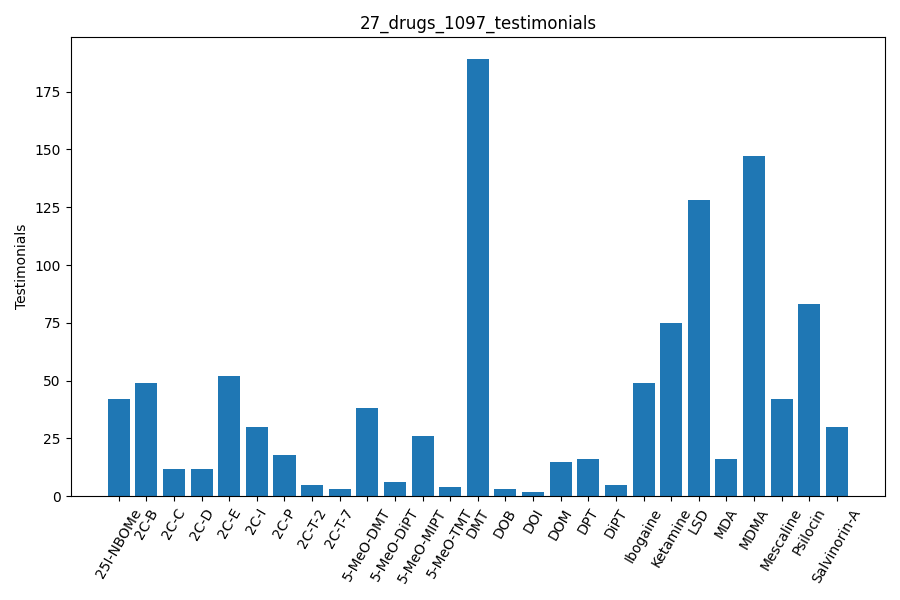 27_drugs_1097_testimonials
Testimonials
175
150
125
100
75
50
25
0
25I-NBOMe
2C-B
2C-C
2C-D
2C-E
2C-I
2C-P
2C-T-2
2C-T-7
5-MeO-DMT
5-MeO-DiPT
5-MeO-MIPT
5-MeO-TMT
DMT
DOB
DOI
DOM
DPT
DiPT
Ibogaine
Ketamine
LSD
MDA
MDMA
Mescaline
Psilocin
Salvinorin-A